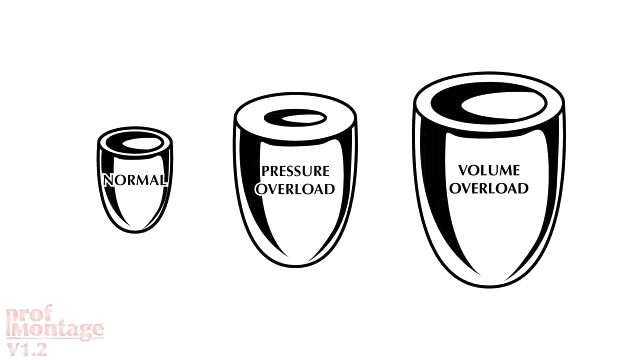 NORMAL
PRESSURE
OVERLOAD
VOLUME
OVERLOAD
prof
Montage
V1.2